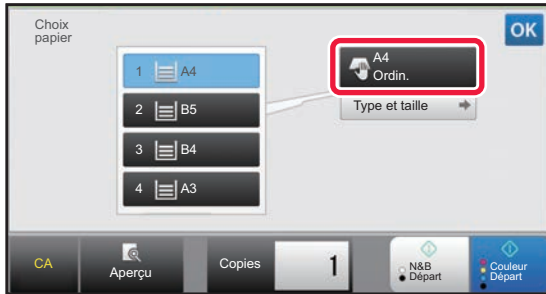 Choix
papier
OK
1 A4
2 B5
3 B4
4 A3
A4
Ordin.
Type et taille
CA
Aperçu
Copies
1
N&B
Départ
Couleur
Départ